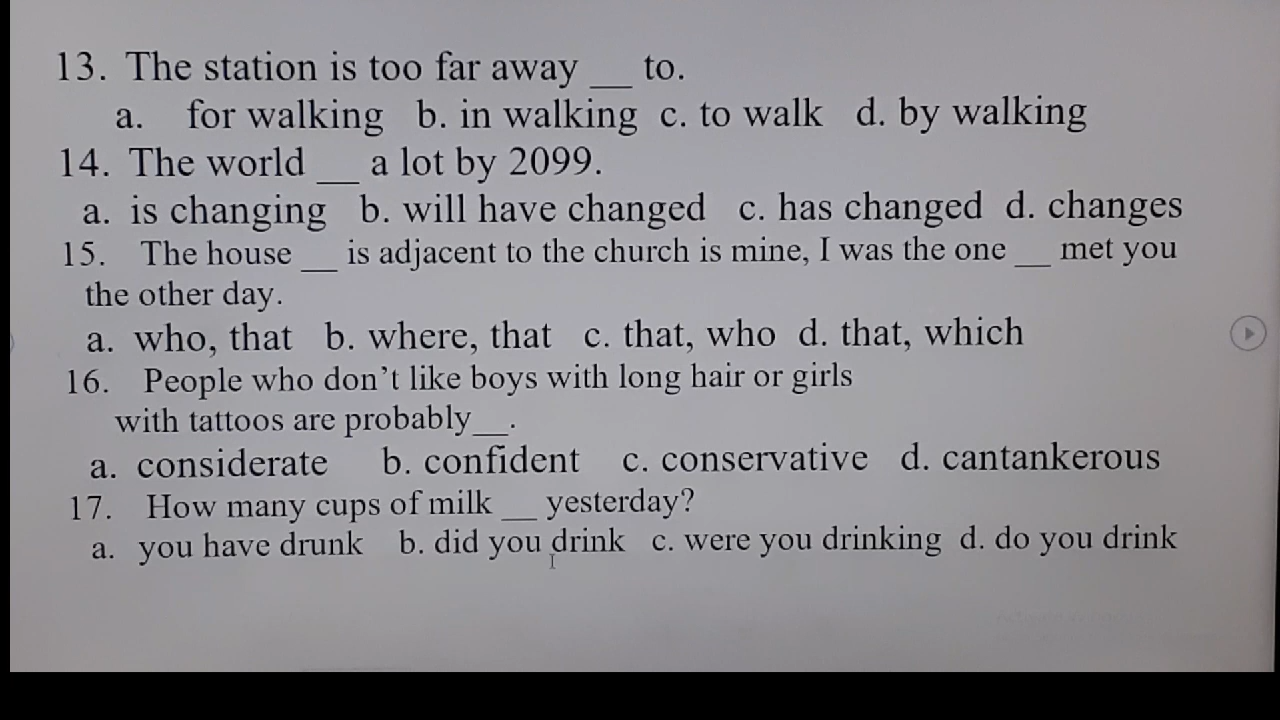 13. The station is too far away __ to.
a. for walking b. in walking c. to walk d. by walking
14. The world __ a lot by 2099.
a. is changing b. will have changed c. has changed d. changes
15. The house __ is adjacent to the church is mine, I was the one __ met you
the other day.
a. who, that b. where, that c. that, who d. that, which
16. People who don't like boys with long hair or girls
with tattoos are probably__.
a. considerate b. confident c. conservative d. cantankerous
17. How many cups of milk __ yesterday?
a. you have drunk b. did you drink c. were you drinking d. do you drink